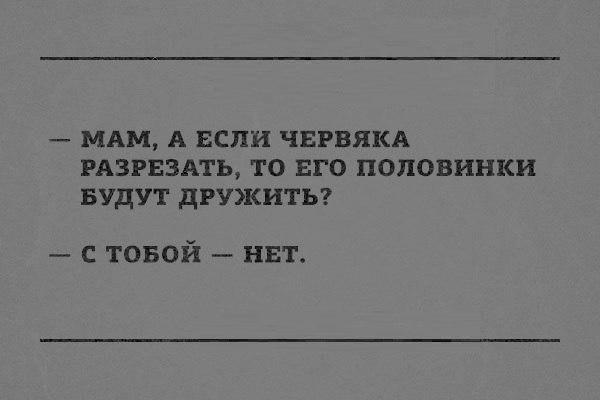 — МАМ, А ЕСЛИ ЧЕРВЯКА
РАЗРЕЗАТЬ, ТО ЕГО ПОЛОВИНКИ
БУДУТ ДРУЖИТЬ?
— С ТОБОЙ — НЕТ.